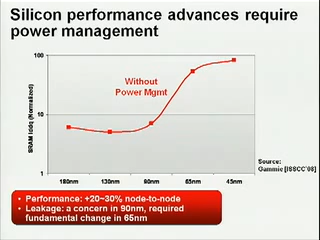 Silicon performance advances require
power management
100
10
1
SRAM Iddq (Normalized)
Without
Power Mgmt
180nm 130nm 90nm 65nm 45nm
Source:
Gammie [ISSCC'08]
• Performance: +20~30% node-to-node
• Leakage: a concern in 90nm, required
fundamental change in 65nm